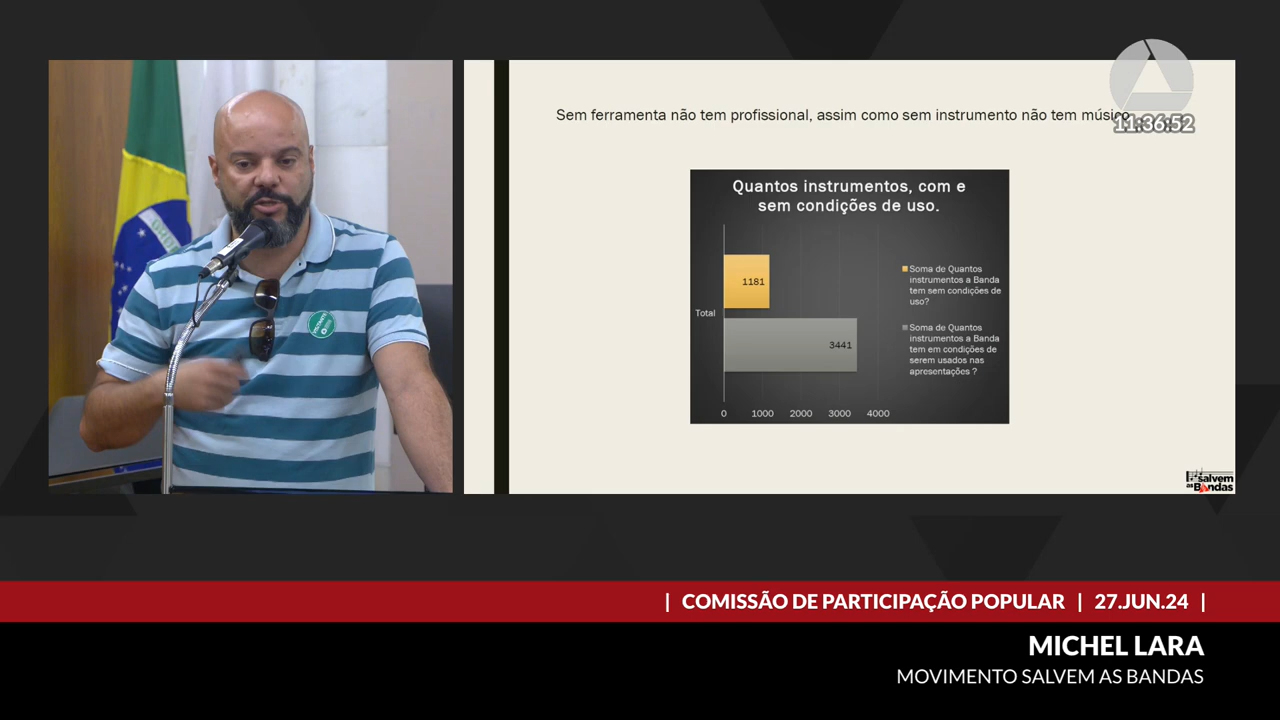 Sem ferramenta não tem profissional, assim como sem instrumento não tem músico
11:36:52
Quantos instrumentos, com e
sem condições de uso.
1181
Total
3441
0 1000 2000 3000 4000
Soma de Quantos
instrumentos a Banda
tem sem condições de
uso?
Soma de Quantos
instrumentos a Banda
tem em condições de
serem usados nas
apresentações ?
salvem
as Bandas
| COMISSÃO DE PARTICIPAÇÃO POPULAR | 27.JUN.24 |
MICHEL LARA
MOVIMENTO SALVEM AS BANDAS